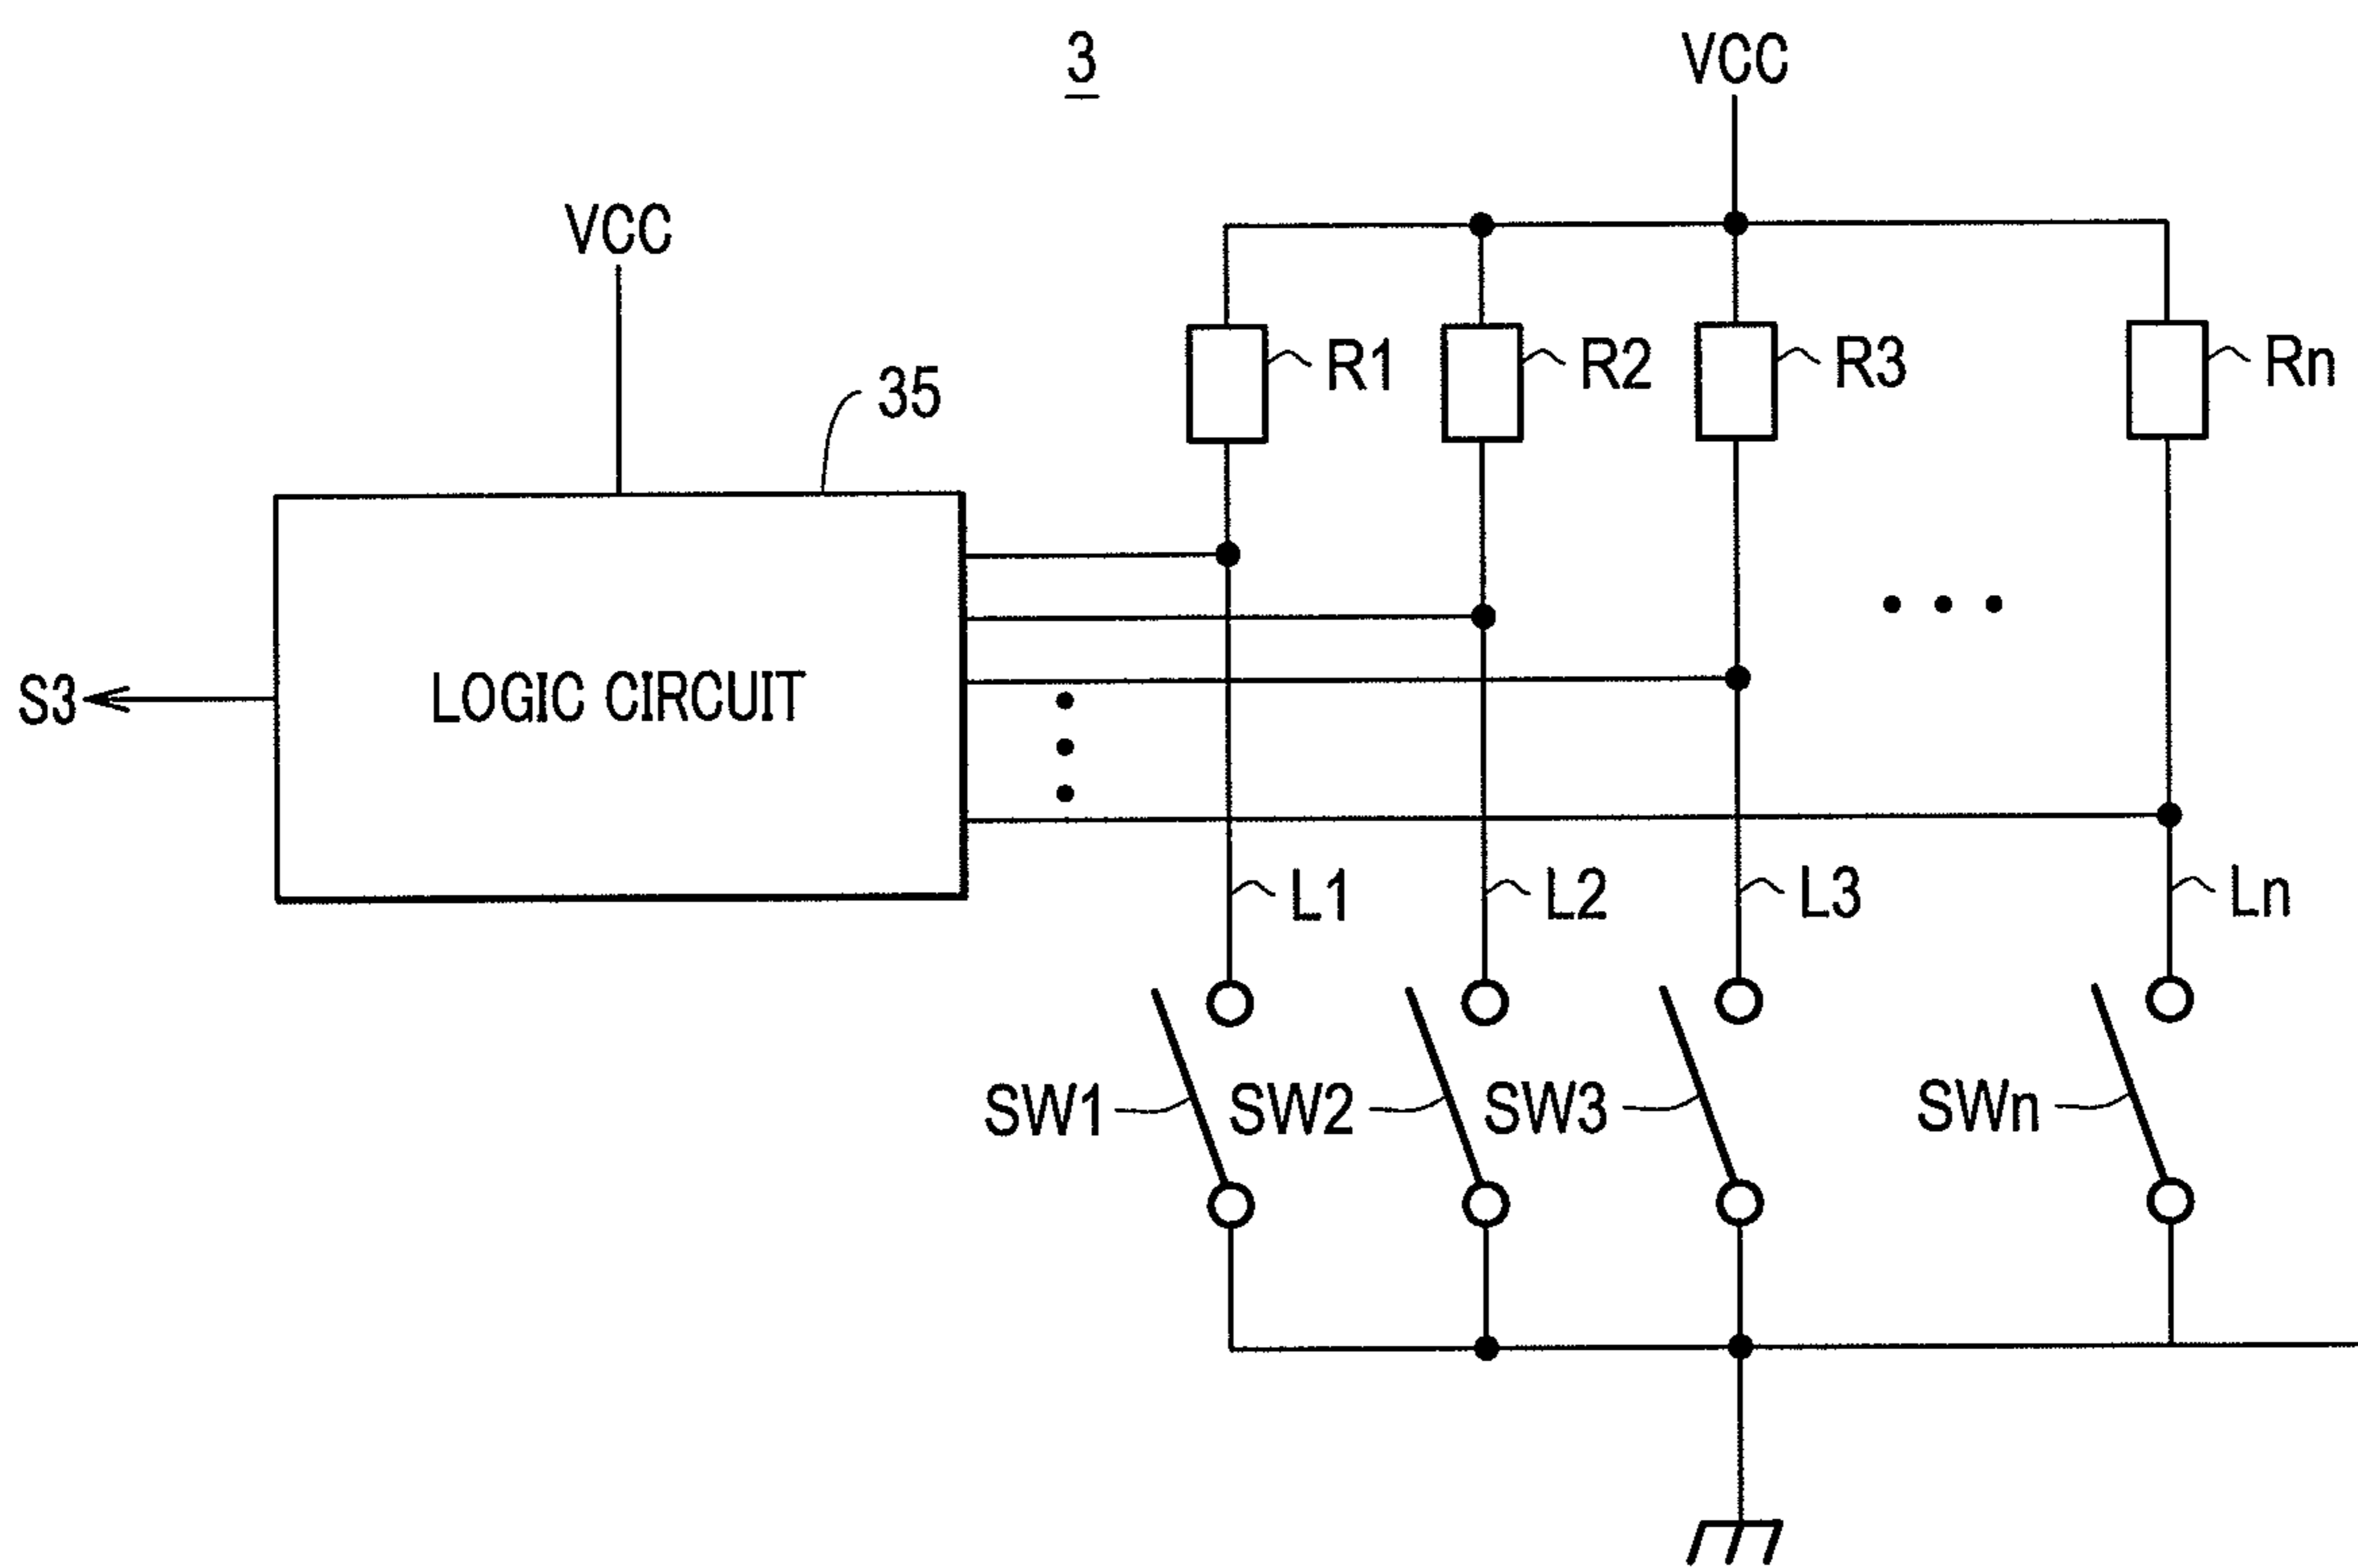 3
VCC
VCC
R1
R2
R3
Rn
35
LOGIC CIRCUIT
S3
L1
L2
L3
Ln
SW1
SW2
SW3
SWn